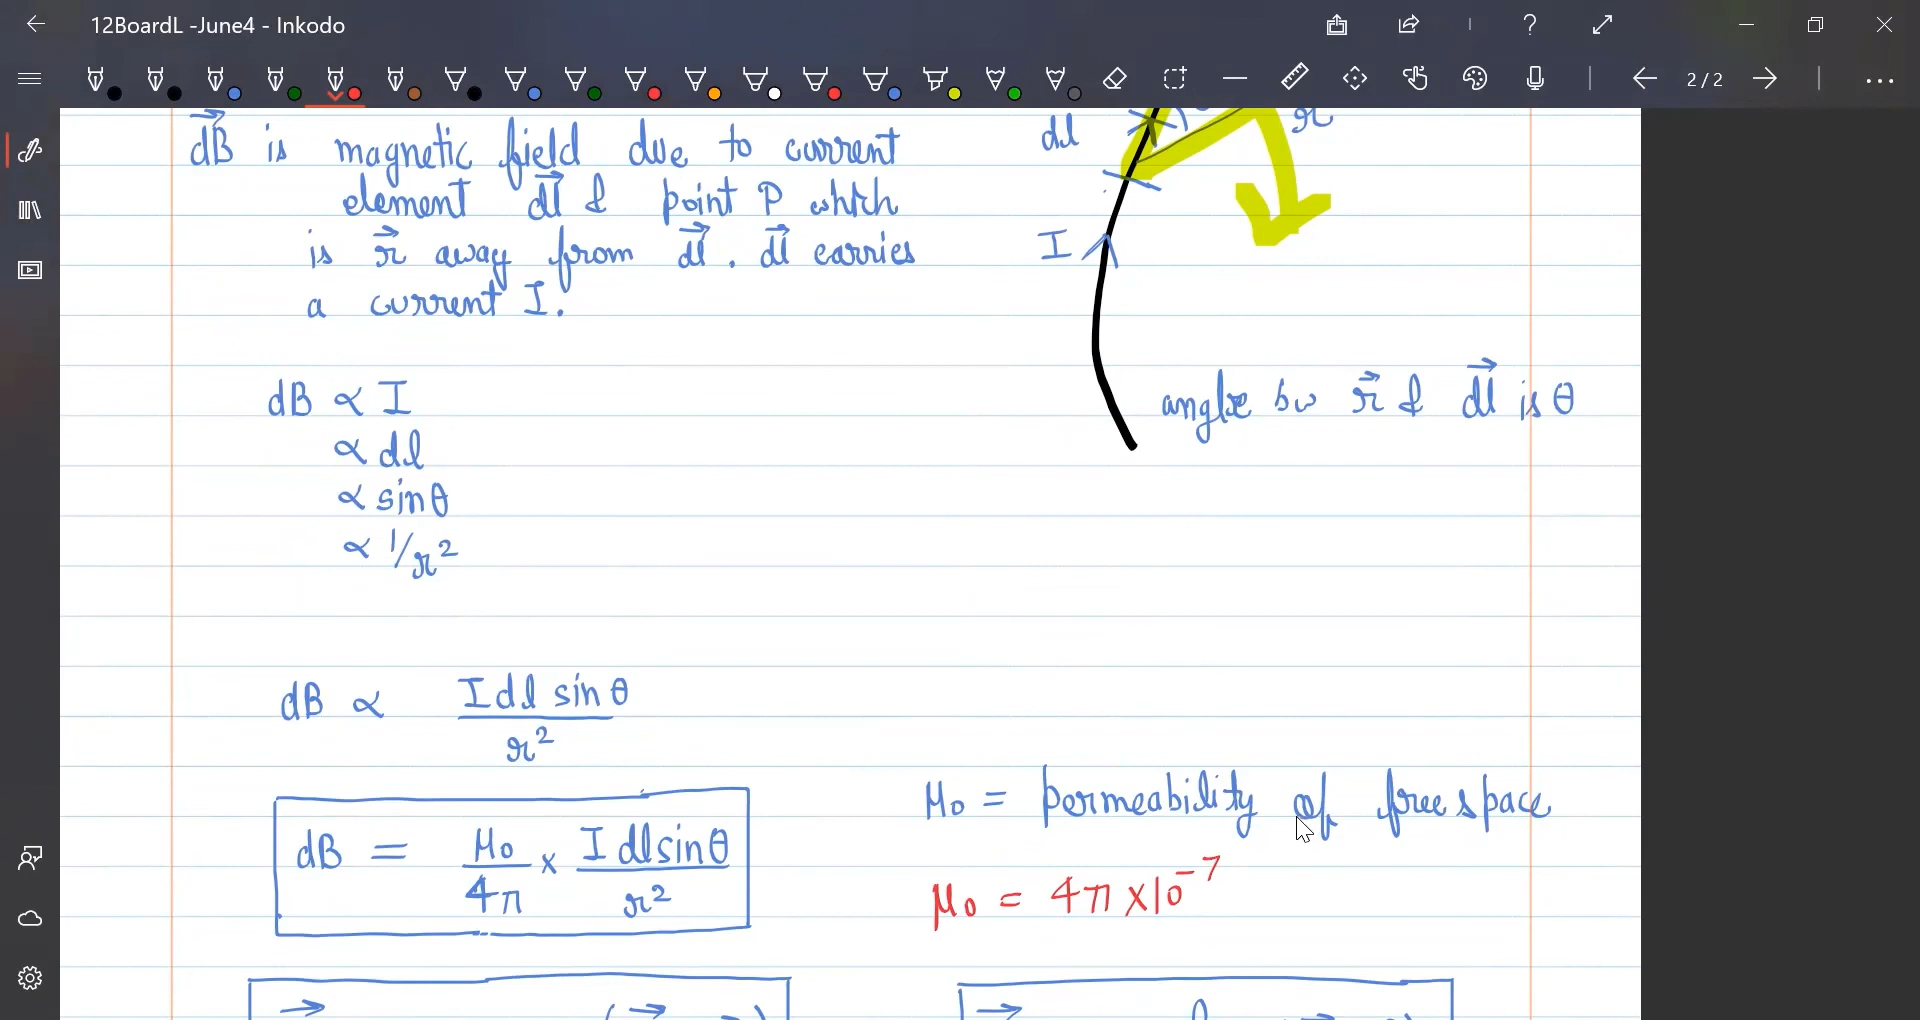 12BoardL -June4 - Inkodo
2/2
dB is magnetic field due to current
element dl & point P which
is r away from dl . dl carries
a current I.
dl
r
I
angle bw r & dl is θ
dB ∝ I
∝ dl
∝ sinθ
∝ 1/r²
dB ∝ I dl sin θ / r²
dB = μ₀/4π × I dl sinθ / r²
μ₀ = permeability of free space
μ₀ = 4π ×10⁻⁷